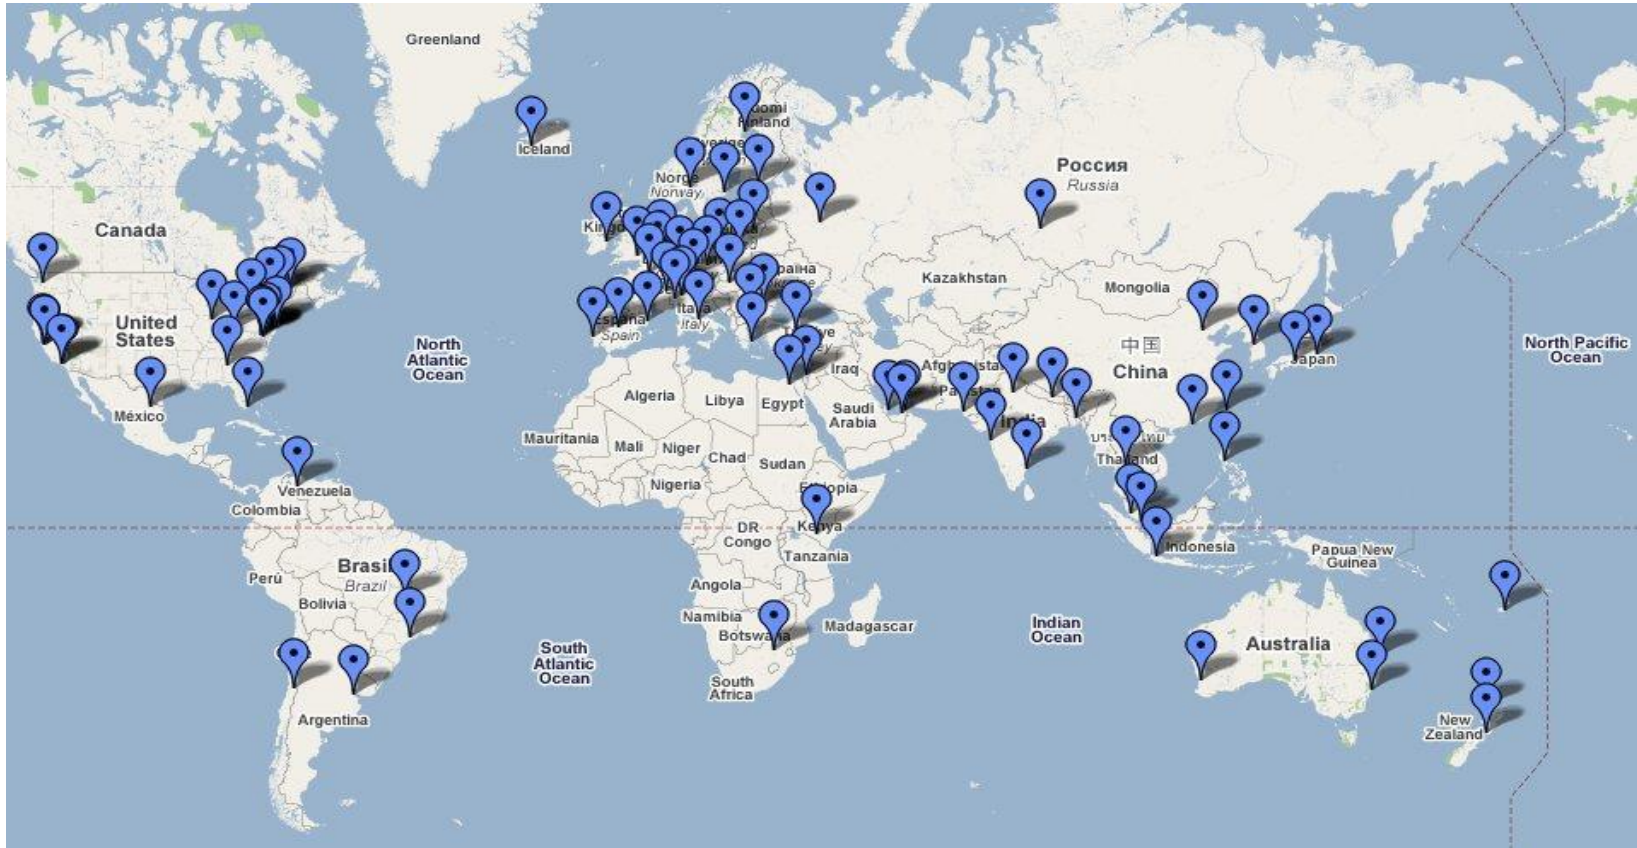 Greenland
Iceland
Finland
Norge
Norway
Россия
Russia
Canada
Kazakhstan
Mongolia
United
States
North
Atlantic
Ocean
Spain
Italy
中国
China
Japan
North Pacific
Ocean
Iraq
México
Algeria
Libya
Egypt
Saudi
Arabia
Mauritania
Mali
Niger
Chad
Sudan
Thailand
Venezuela
Colombia
Nigeria
Ethiopia
DR
Congo
Kenya
Tanzania
Indonesia
Papua New
Guinea
Perú
Brasil
Brazil
Bolivia
Angola
Namibia
Botswana
Madagascar
Indian
Ocean
Australia
South
Atlantic
Ocean
South
Africa
Argentina
New
Zealand